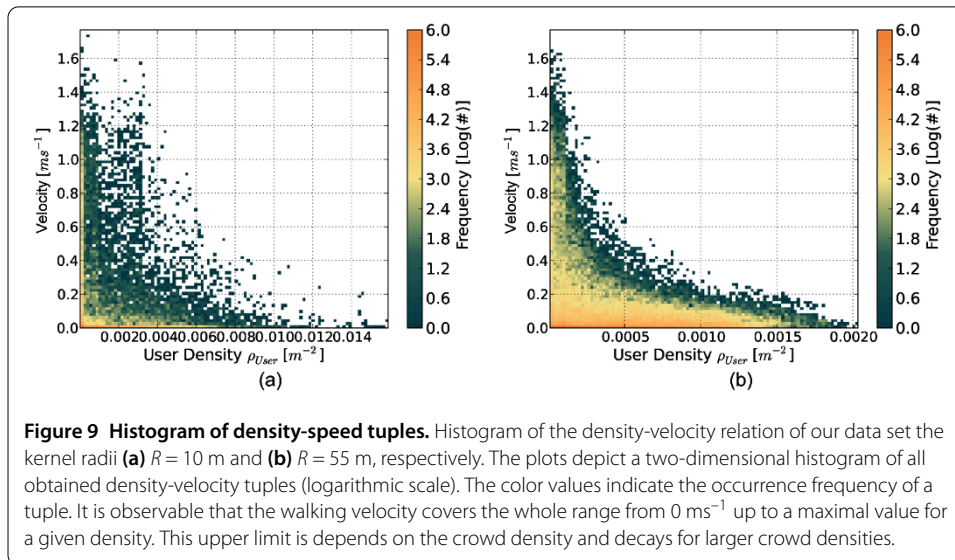 1.6
1.4
1.2
1.0
0.8
0.6
0.4
0.2
0.0
Velocity [ms⁻¹]
0.0020 0.0040 0.0060 0.0080 0.010 0.012 0.014
User Density ρUser [m⁻²]
(a)
6.0
5.4
4.8
4.2
3.6
3.0
2.4
1.8
1.2
0.6
0.0
Frequency [Log(#)]
1.6
1.4
1.2
1.0
0.8
0.6
0.4
0.2
0.0
Velocity [ms⁻¹]
0.0005 0.0010 0.0015 0.0020
User Density ρUser [m⁻²]
(b)
6.0
5.4
4.8
4.2
3.6
3.0
2.4
1.8
1.2
0.6
0.0
Frequency [Log(#)]
Figure 9 Histogram of density-speed tuples. Histogram of the density-velocity relation of our data set the
kernel radii (a) R = 10 m and (b) R = 55 m, respectively. The plots depict a two-dimensional histogram of all
obtained density-velocity tuples (logarithmic scale). The color values indicate the occurrence frequency of a
tuple. It is observable that the walking velocity covers the whole range from 0 ms⁻¹ up to a maximal value for
a given density. This upper limit is depends on the crowd density and decays for larger crowd densities.